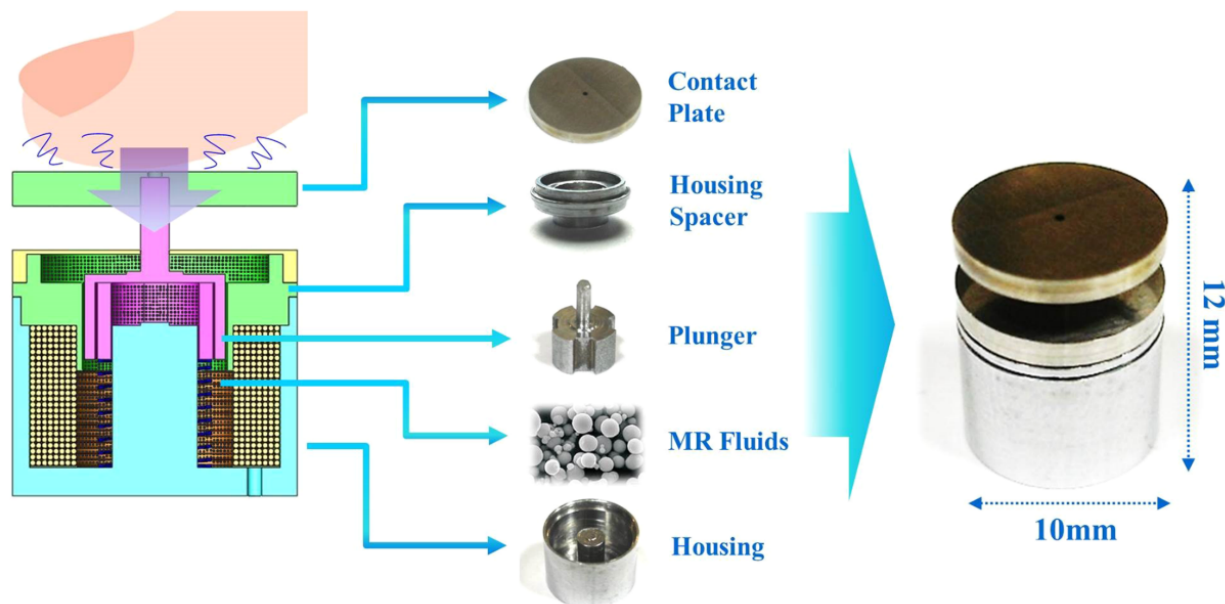 Contact
Plate
Housing
Spacer
Plunger
MR Fluids
Housing
12 mm
10mm